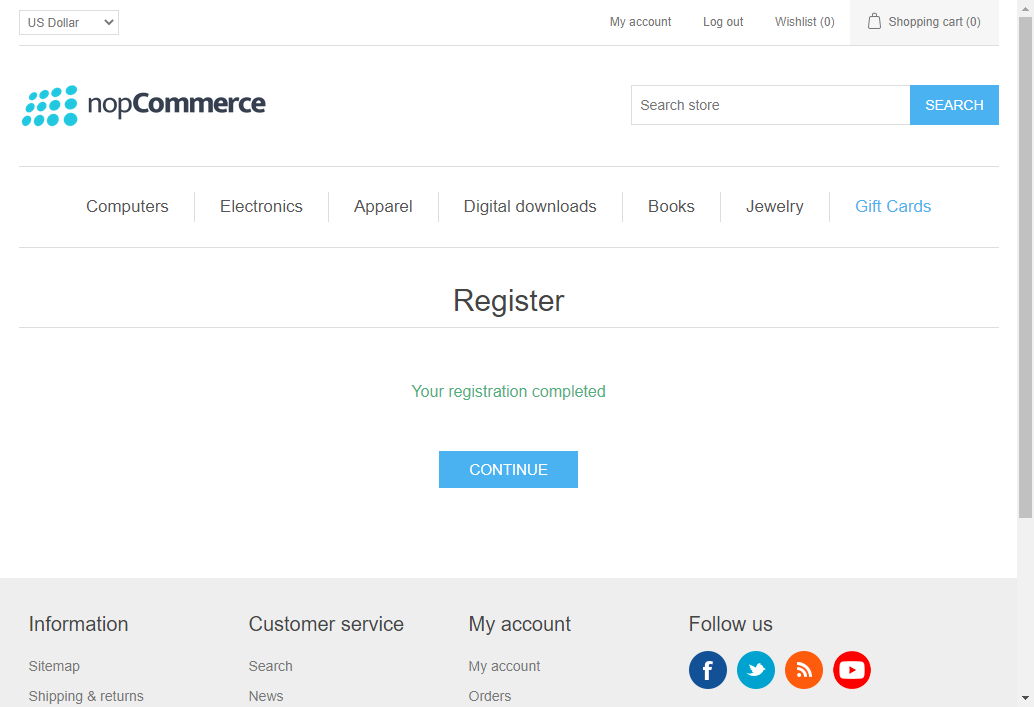 US Dollar
My account
Log out
Wishlist (0)
Shopping cart (0)
nopCommerce
Search store
SEARCH
Computers
Electronics
Apparel
Digital downloads
Books
Jewelry
Gift Cards
Register
Your registration completed
CONTINUE
Information
Customer service
My account
Follow us
Sitemap
Search
My account
Shipping & returns
News
Orders